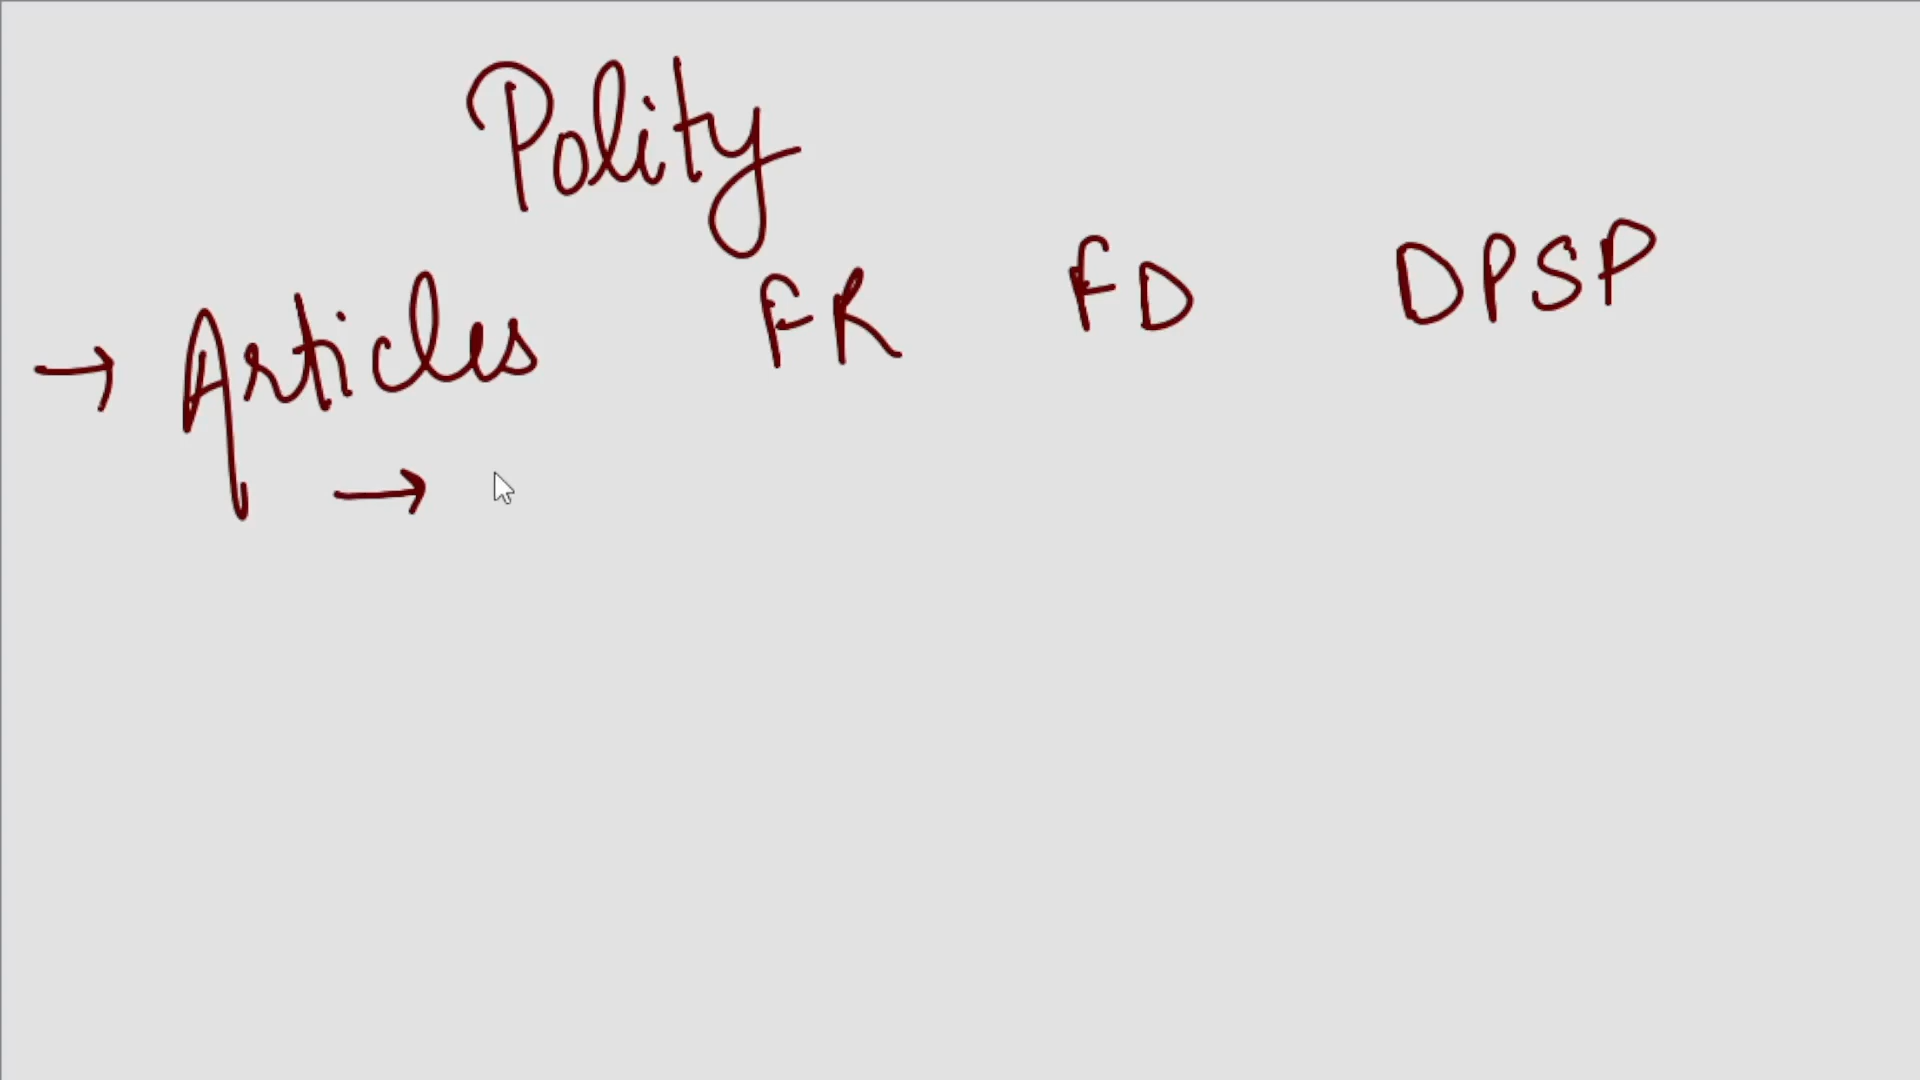 Polity
→ Articles FR FD DPSP
→